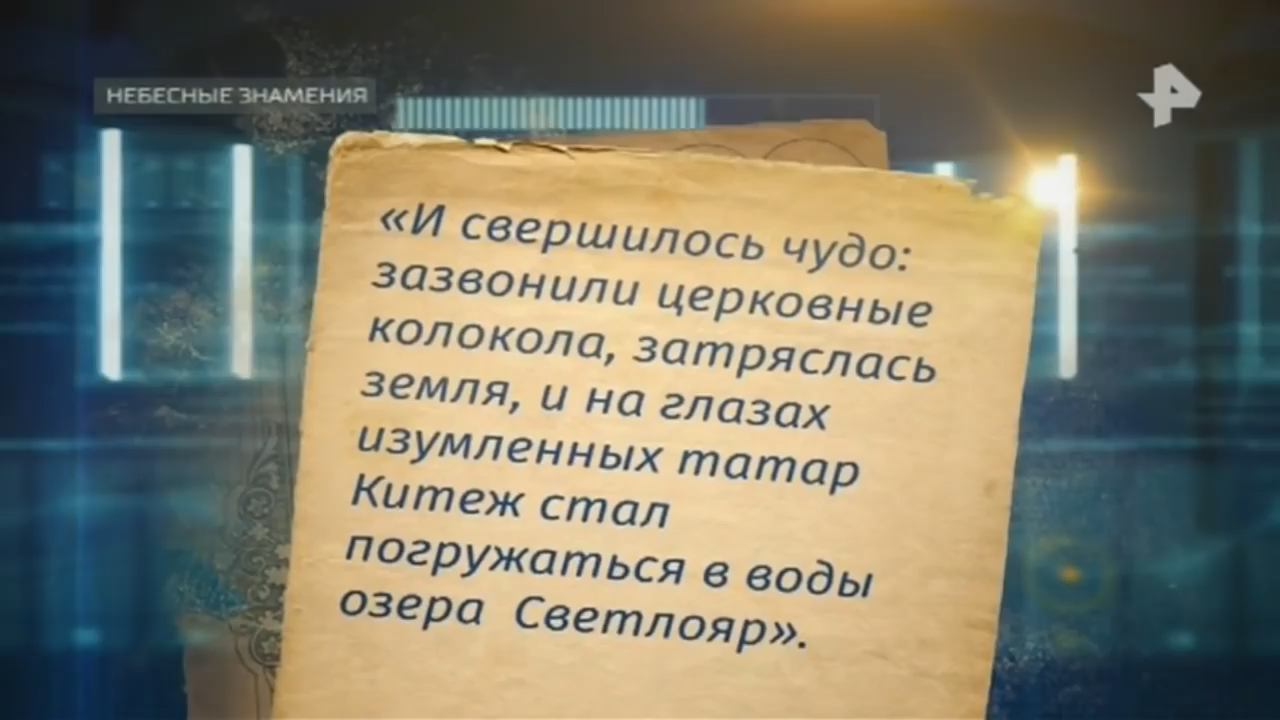 НЕБЕСНЫЕ ЗНАМЕНИЯ
«И свершилось чудо:
зазвонили церковные
колокола, затряслась
земля, и на глазах
изумленных татар
Китеж стал
погружаться в воды
озера Светлояр».